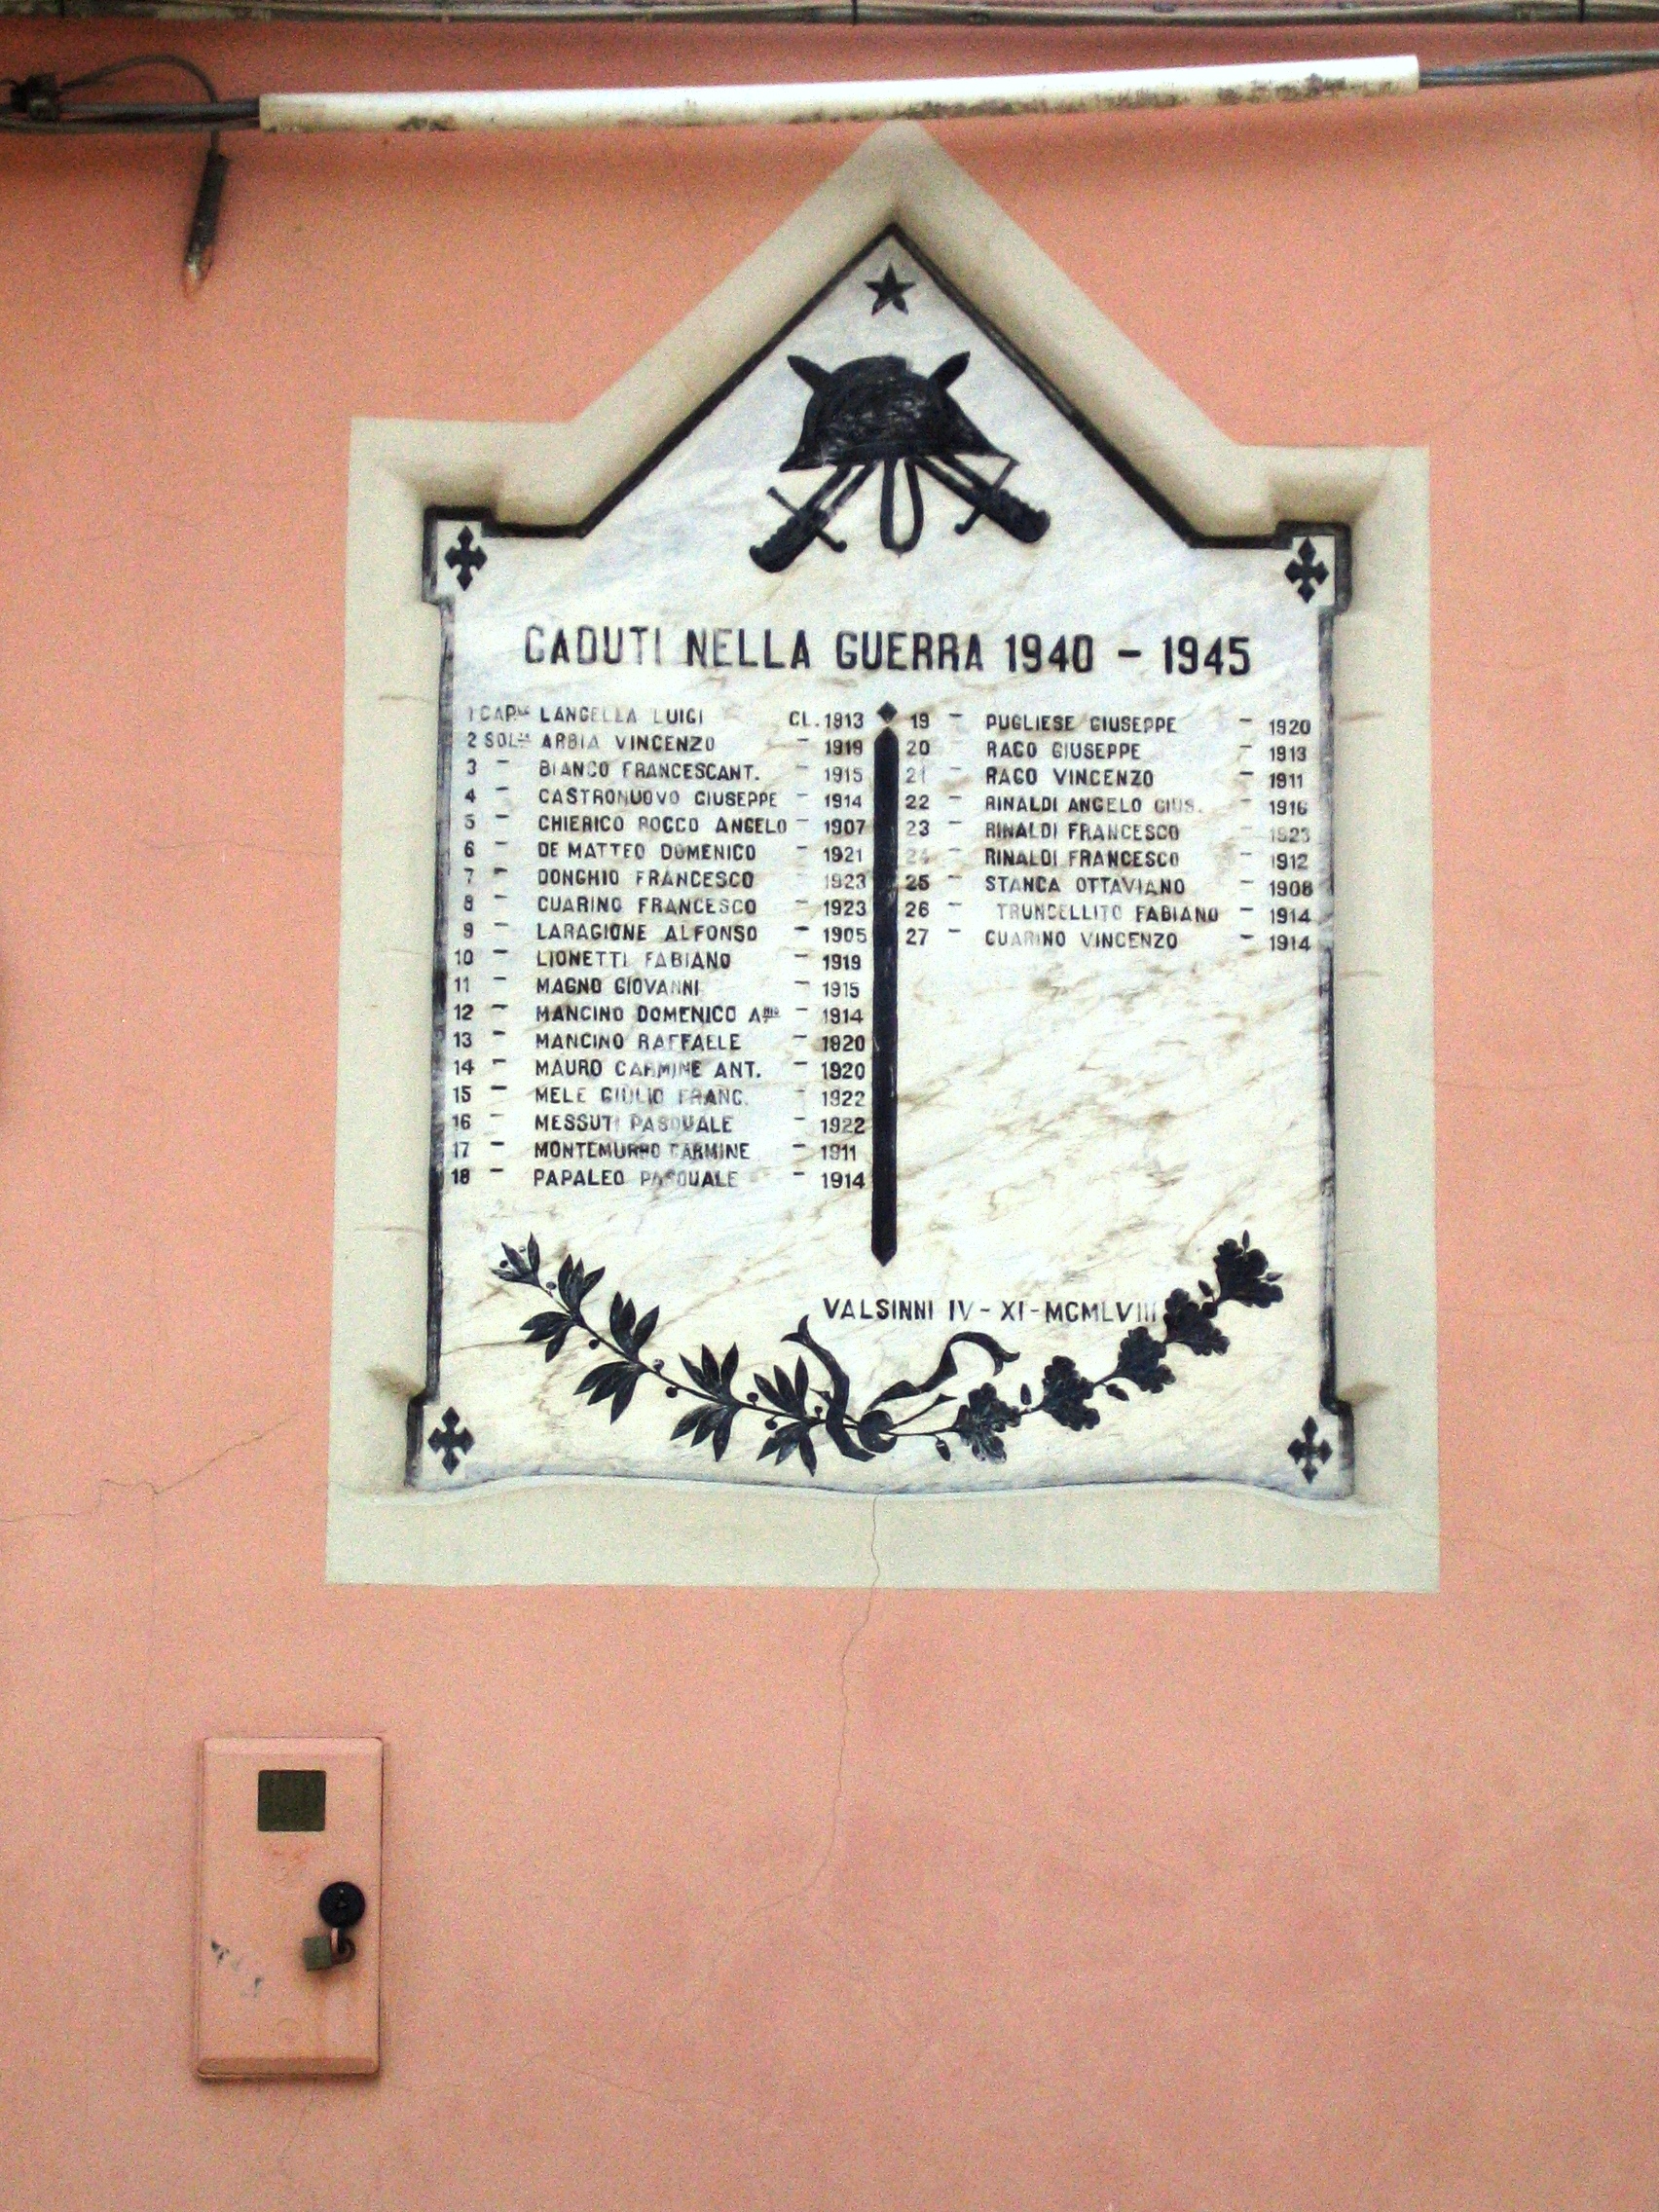 CADUTI NELLA GUERRA 1940 - 1945
1 CAP. LANGELLA LUIGI CL. 1913
2 SOL. ARBIA VINCENZO - 1919
3 - BIANCO FRANCESCANT. - 1915
4 - CASTRONUOVO GIUSEPPE - 1914
5 - CHIERICO ROCCO ANGELO - 1907
6 - DE MATTEO DOMENICO - 1921
7 - DONGHIO FRANCESCO 1923
8 - GUARINO FRANCESCO - 1923
9 - LARAGIONE ALFONSO - 1905
10 - LIONETTI FABIANO - 1919
11 - MAGNO GIOVANNI - 1915
12 - MANCINO DOMENICO - 1914
13 - MANCINO RAFFAELLE - 1920
14 - MAURO CARMINE ANT. - 1920
15 - MELE GIULIO FRANC. - 1922
16 - MESSUTI PASQUALE - 1922
17 - MONTEMURRO CARMINE - 1911
18 - PAPALEO PASQUALE - 1914
19 - PUGLIESE GIUSEPPE - 1920
20 - RAGO GIUSEPPE - 1913
21 - RAGO VINCENZO - 1911
22 - RINALDI ANGELO GIUS. - 1916
23 - RINALDI FRANCESCO - 1923
24 - RINALDI FRANCESCO - 1912
25 - STANCA OTTAVIANO - 1908
26 - TRUNCELLITO FABIANO - 1914
27 - GUARINO VINCENZO - 1914
VALSINNI IV - XI - MCMLVIII